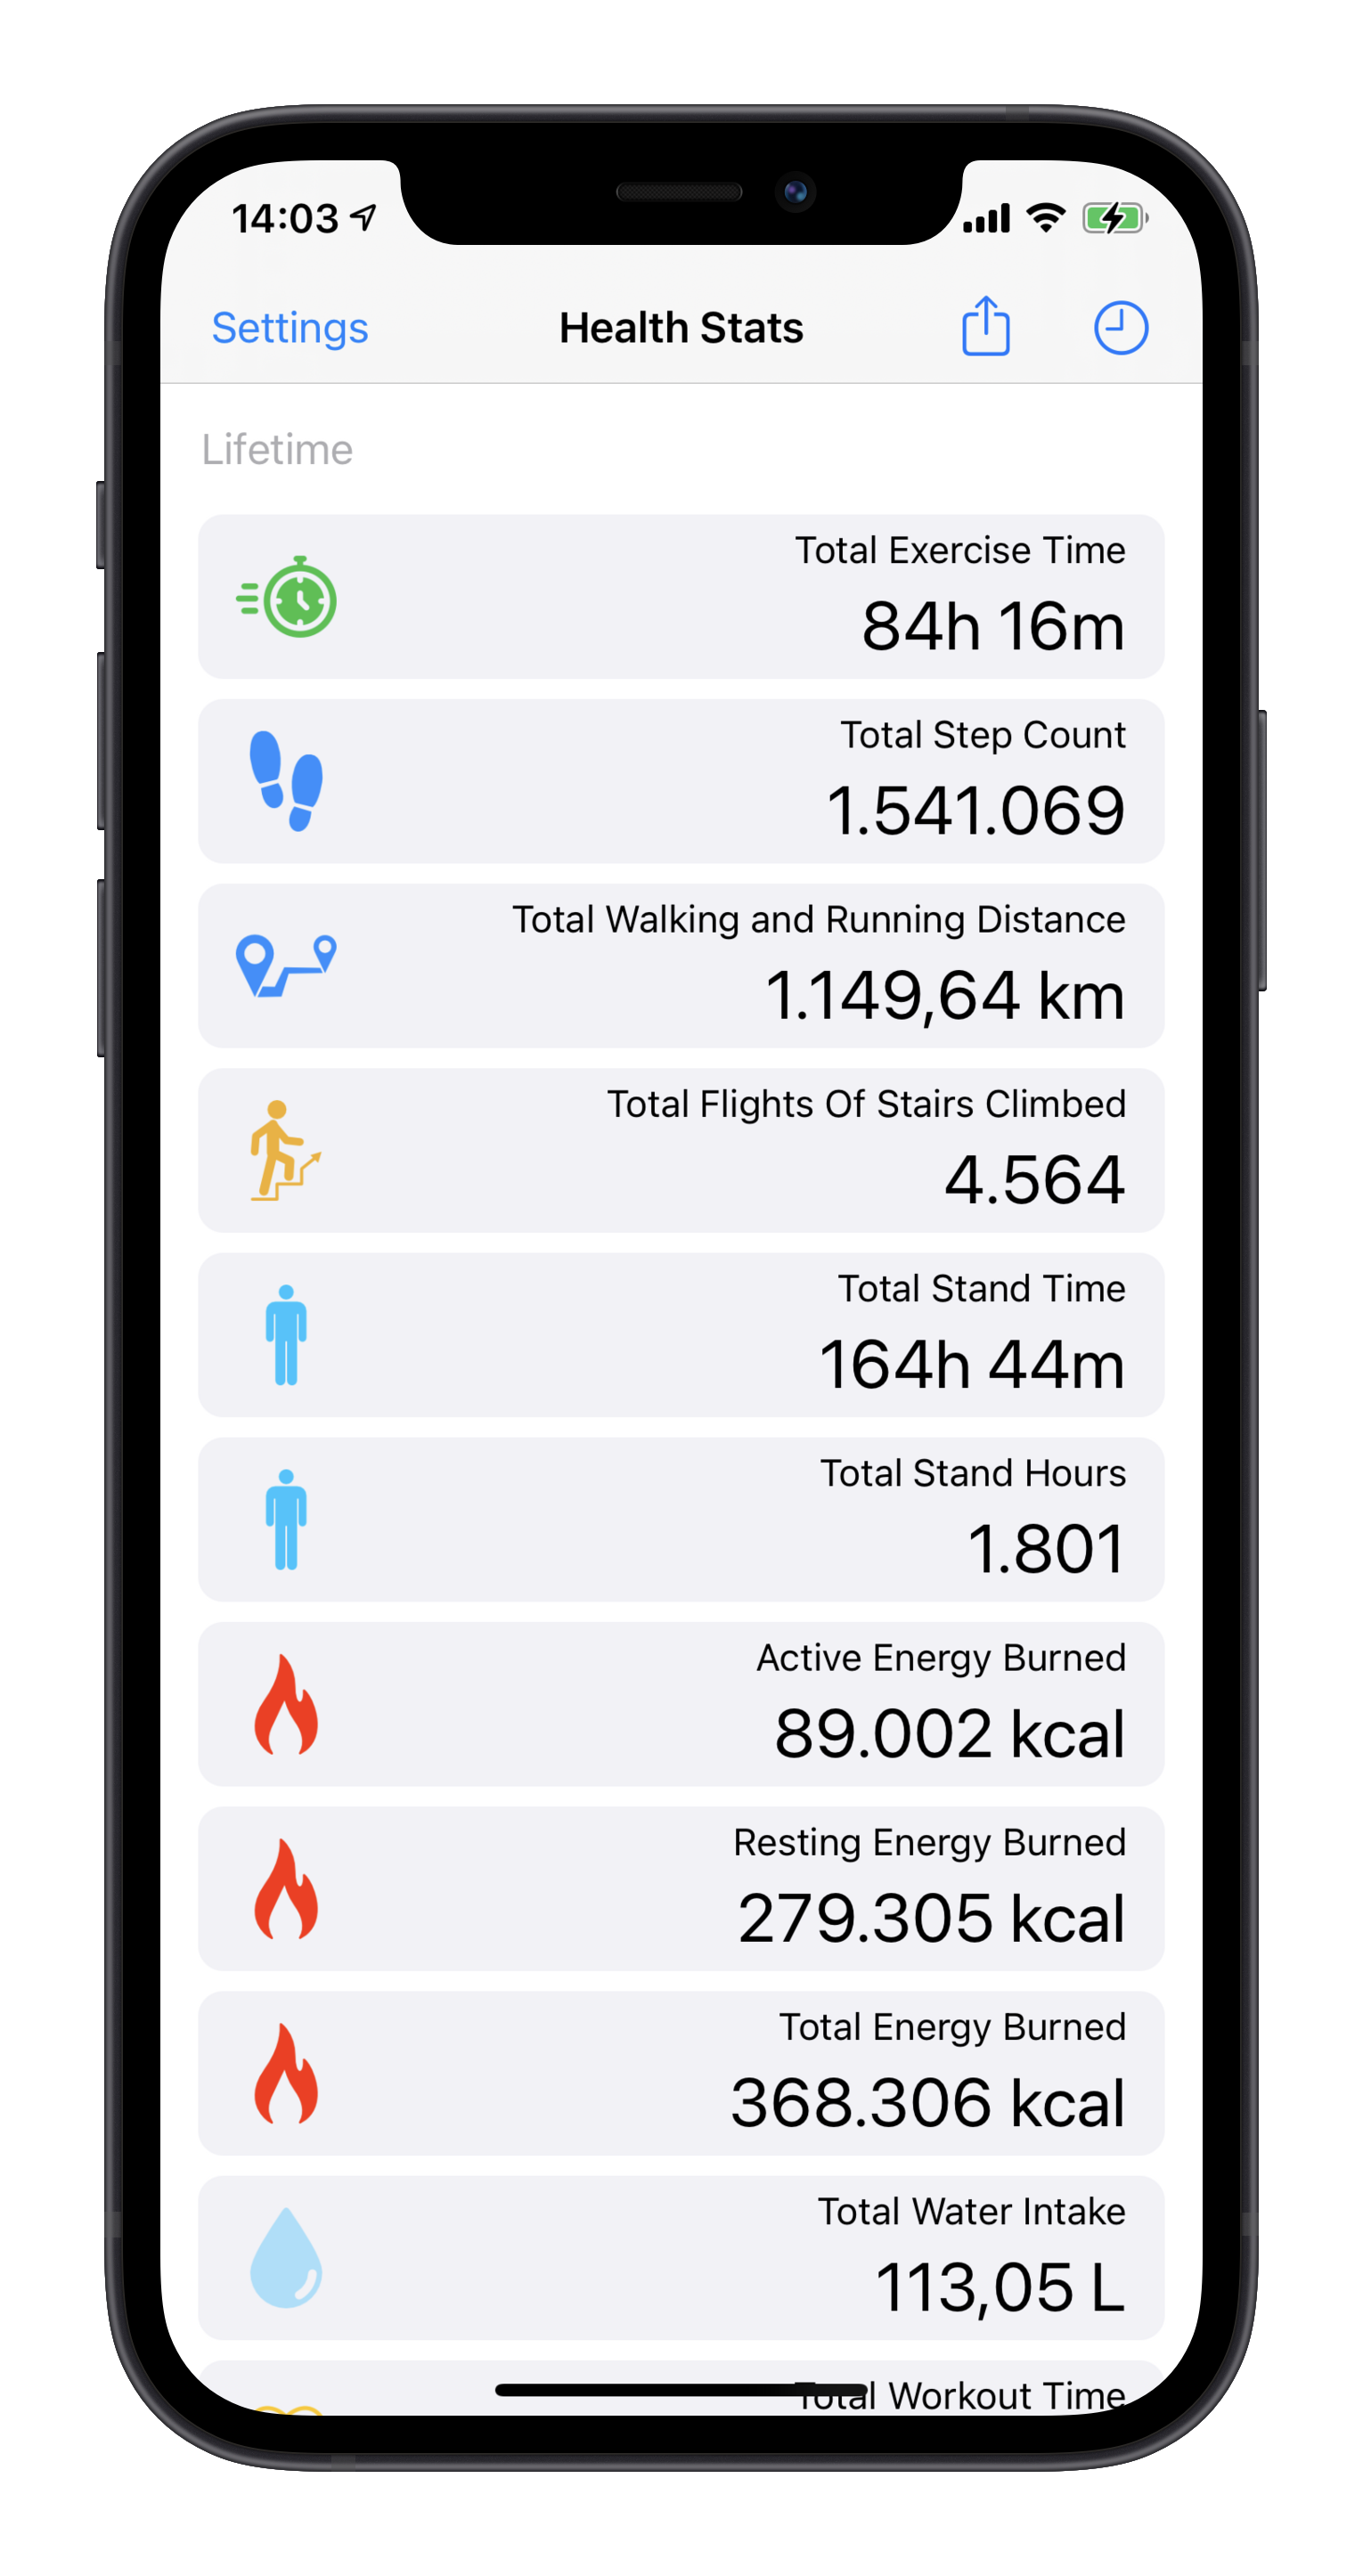 14:03
Settings
Health Stats
Lifetime
Total Exercise Time
84h 16m
Total Step Count
1.541.069
Total Walking and Running Distance
1.149,64 km
Total Flights Of Stairs Climbed
4.564
Total Stand Time
164h 44m
Total Stand Hours
1.801
Active Energy Burned
89.002 kcal
Resting Energy Burned
279.305 kcal
Total Energy Burned
368.306 kcal
Total Water Intake
113,05 L
Total Workout Time